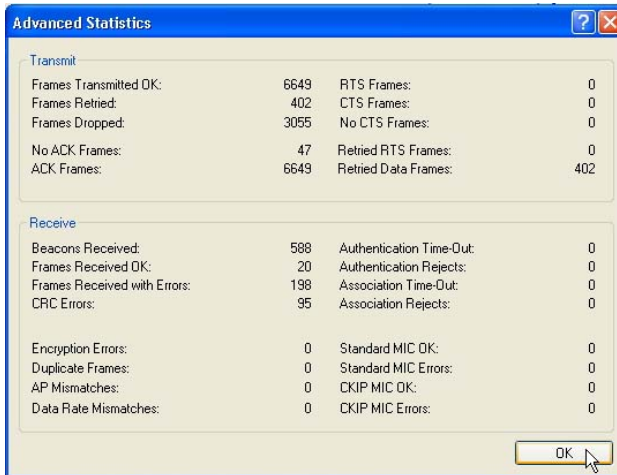 Advanced Statistics
Transmit
Frames Transmitted OK: 6649 RTS Frames: 0
Frames Retried: 402 CTS Frames: 0
Frames Dropped: 3055 No CTS Frames: 0
No ACK Frames: 47 Retried RTS Frames: 0
ACK Frames: 6649 Retried Data Frames: 402
Receive
Beacons Received: 588 Authentication Time-Out: 0
Frames Received OK: 20 Authentication Rejects: 0
Frames Received with Errors: 198 Association Time-Out: 0
CRC Errors: 95 Association Rejects: 0
Encryption Errors: 0 Standard MIC OK: 0
Duplicate Frames: 0 Standard MIC Errors: 0
AP Mismatches: 0 CKIP MIC OK: 0
Data Rate Mismatches: 0 CKIP MIC Errors: 0
OK